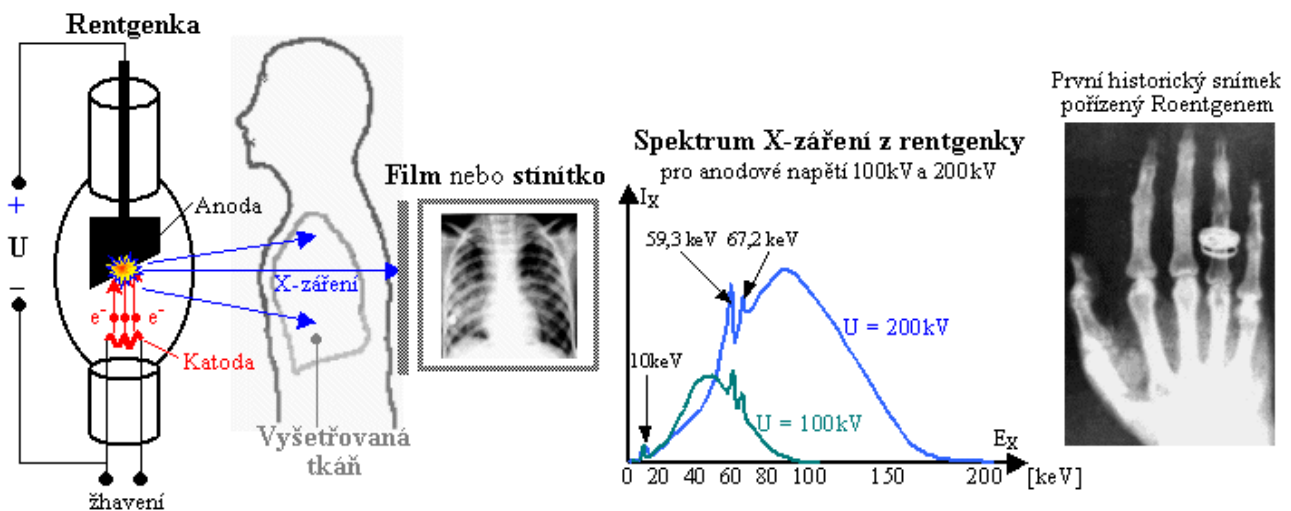 Rentgenka
+
U
−
Anoda
X-záření
e⁻ e⁻
Katoda
žhavení
Vyšetřovaná
tkáň
Film nebo stínítko
Spektrum X-záření z rentgenky
pro anodové napětí 100kV a 200kV
IX
59,3 keV 67,2 keV
10keV
U = 200kV
U = 100kV
EX
0 20 40 60 80 100 150 200 [keV]
První historický snímek
pořízený Roentgenem